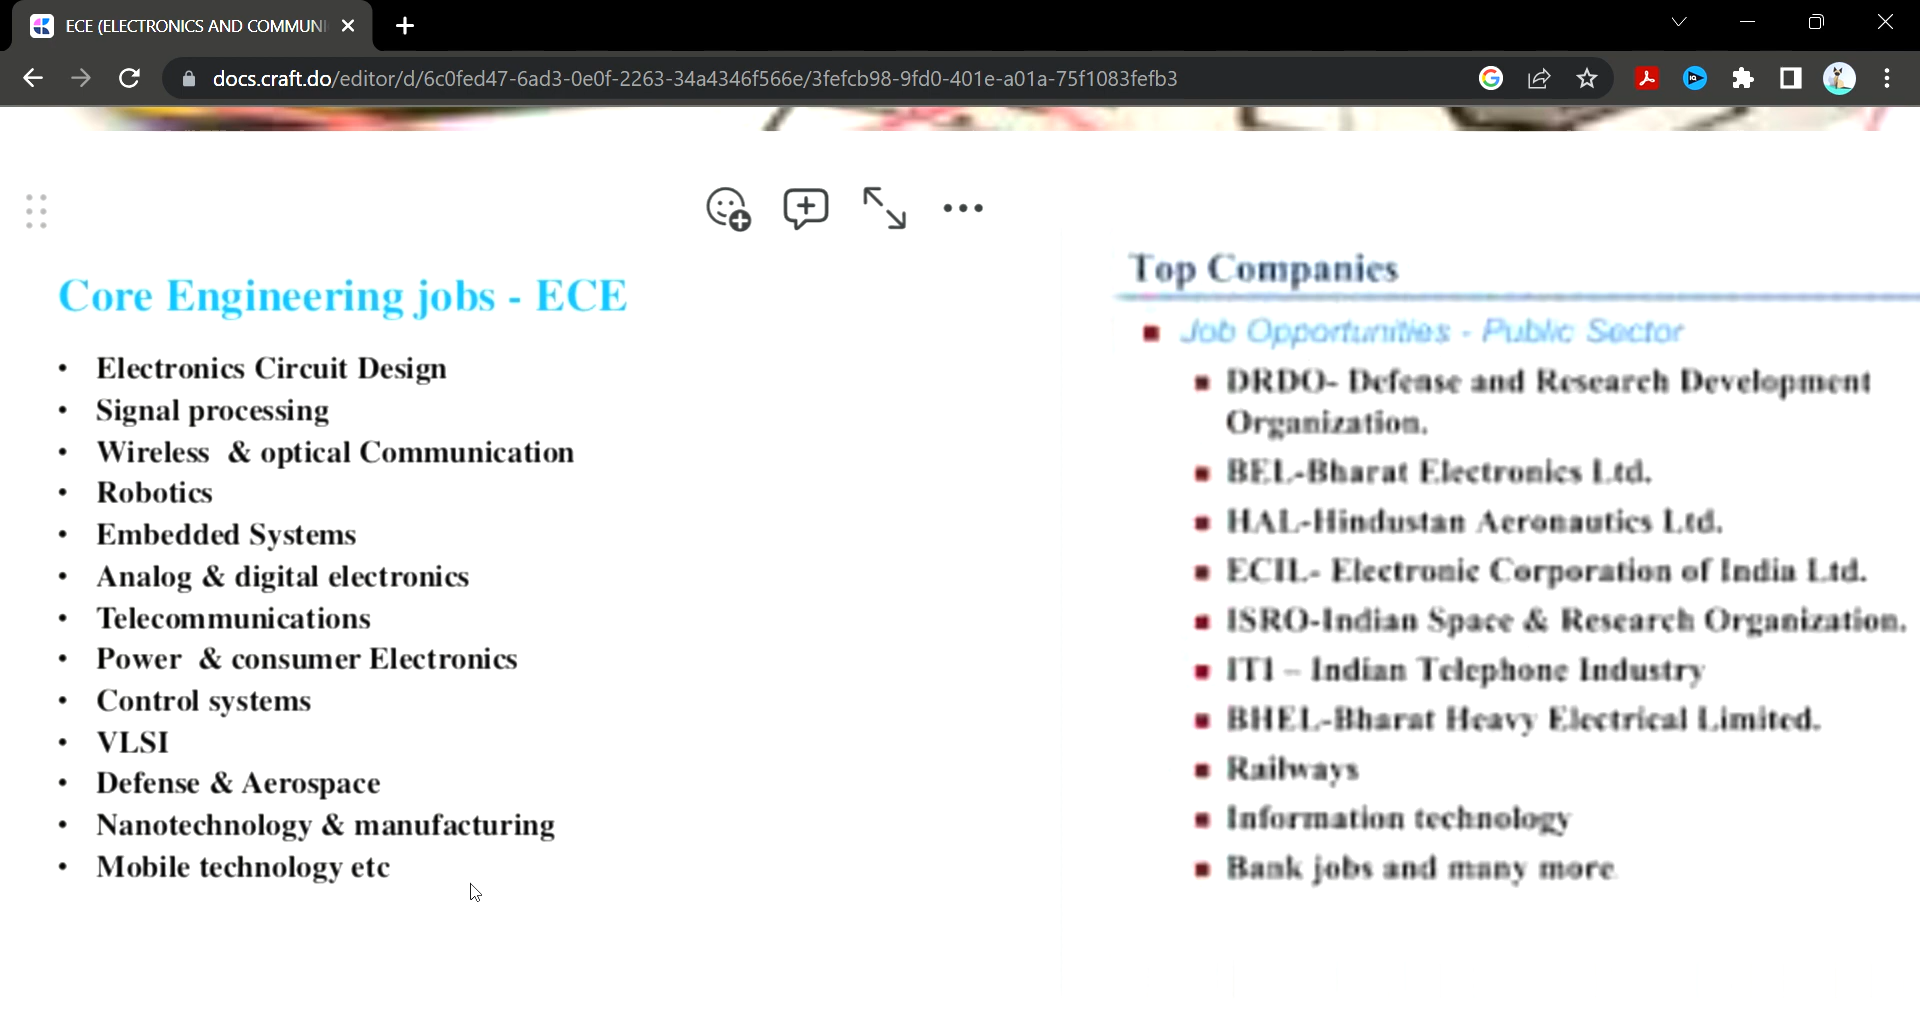 ECE (ELECTRONICS AND COMMUNI
docs.craft.do/editor/d/6c0fed47-6ad3-0e0f-2263-34a4346f566e/3fefcb98-9fd0-401e-a01a-75f1083fefb3
Core Engineering jobs - ECE
• Electronics Circuit Design
• Signal processing
• Wireless & optical Communication
• Robotics
• Embedded Systems
• Analog & digital electronics
• Telecommunications
• Power & consumer Electronics
• Control systems
• VLSI
• Defense & Aerospace
• Nanotechnology & manufacturing
• Mobile technology etc
Top Companies
▪ Job Opportunities - Public Sector
▪ DRDO- Defense and Research Development
Organization.
▪ BEL-Bharat Electronics Ltd.
▪ HAL-Hindustan Aeronautics Ltd.
▪ ECIL- Electronic Corporation of India Ltd.
▪ ISRO-Indian Space & Research Organization.
▪ ITI – Indian Telephone Industry
▪ BHEL-Bharat Heavy Electrical Limited.
▪ Railways
▪ Information technology
▪ Bank jobs and many more